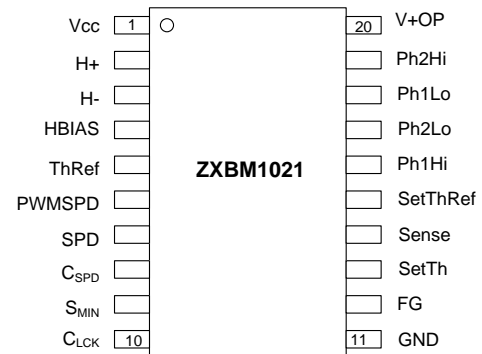 Vcc 1 20 V+OP
H+ Ph2Hi
H- Ph1Lo
HBIAS Ph2Lo
ThRef ZXBM1021 Ph1Hi
PWMSPD SetThRef
SPD Sense
CSPD SetTh
SMIN FG
CLCK 10 11 GND